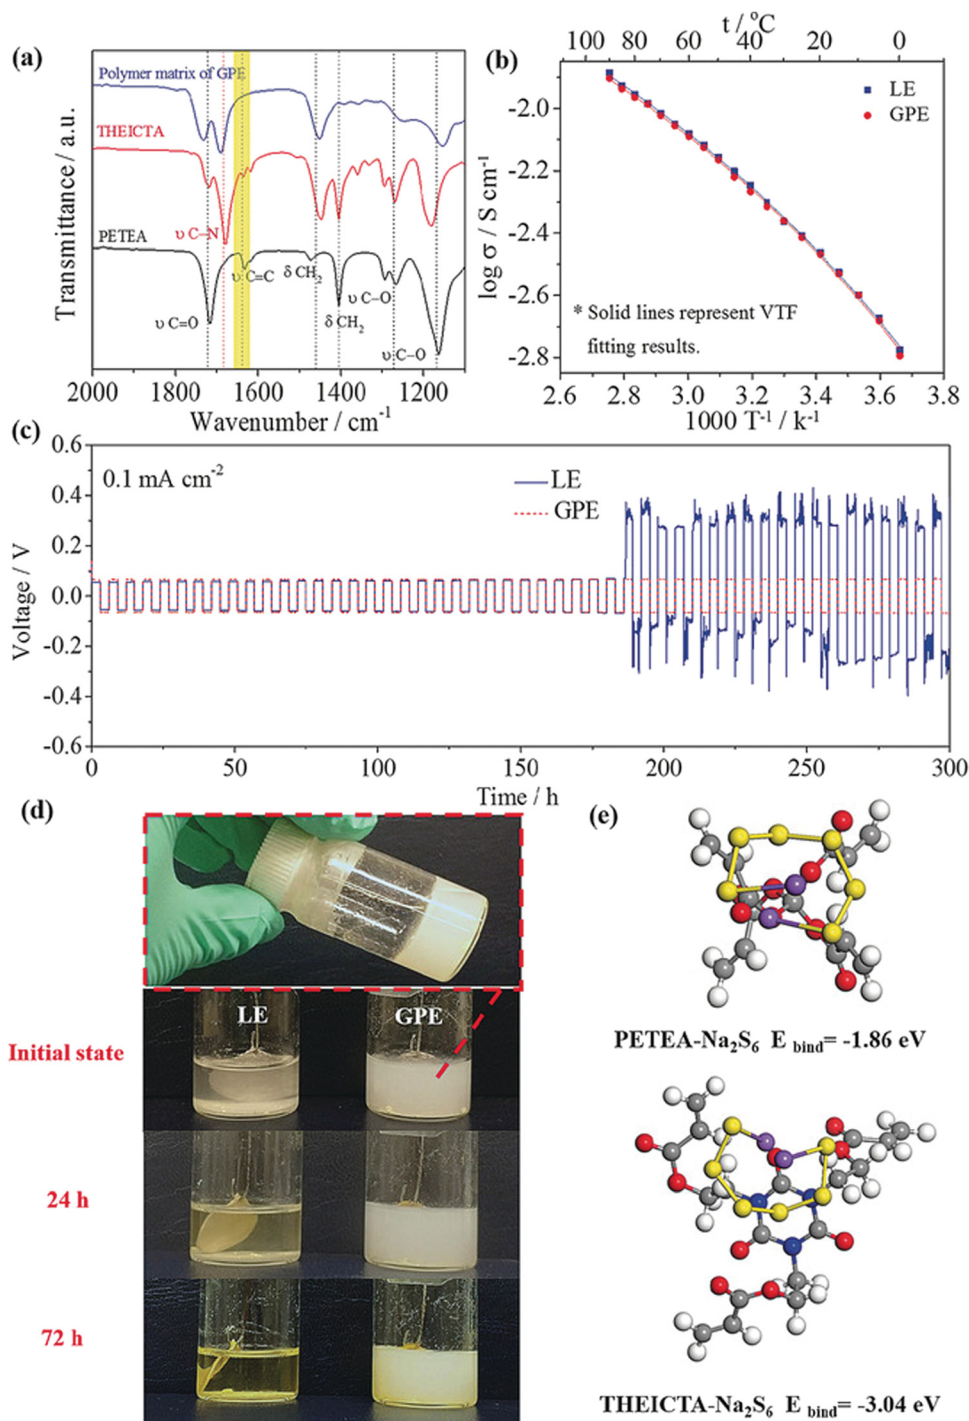 (a)
Polymer matrix of GPE
THEICTA
υ C–N
PETEA
υ C=C
δ CH2
υ C–O
υ C=O
δ CH2
υ C–O
Transmittance / a.u.
2000 1800 1600 1400 1200
Wavenumber / cm-1
(b)
t / oC
100 80 60 40 20 0
LE
GPE
log σ / S cm-1
-2.0
-2.2
-2.4
-2.6
-2.8
* Solid lines represent VTF
fitting results.
2.6 2.8 3.0 3.2 3.4 3.6 3.8
1000 T-1 / k-1
(c)
0.1 mA cm-2
LE
GPE
Voltage / V
0.6
0.4
0.2
0.0
-0.2
-0.4
-0.6
0 50 100 150 200 250 300
Time / h
(d)
LE GPE
Initial state
24 h
72 h
(e)
PETEA-Na2S6 E bind= -1.86 eV
THEICTA-Na2S6 E bind= -3.04 eV